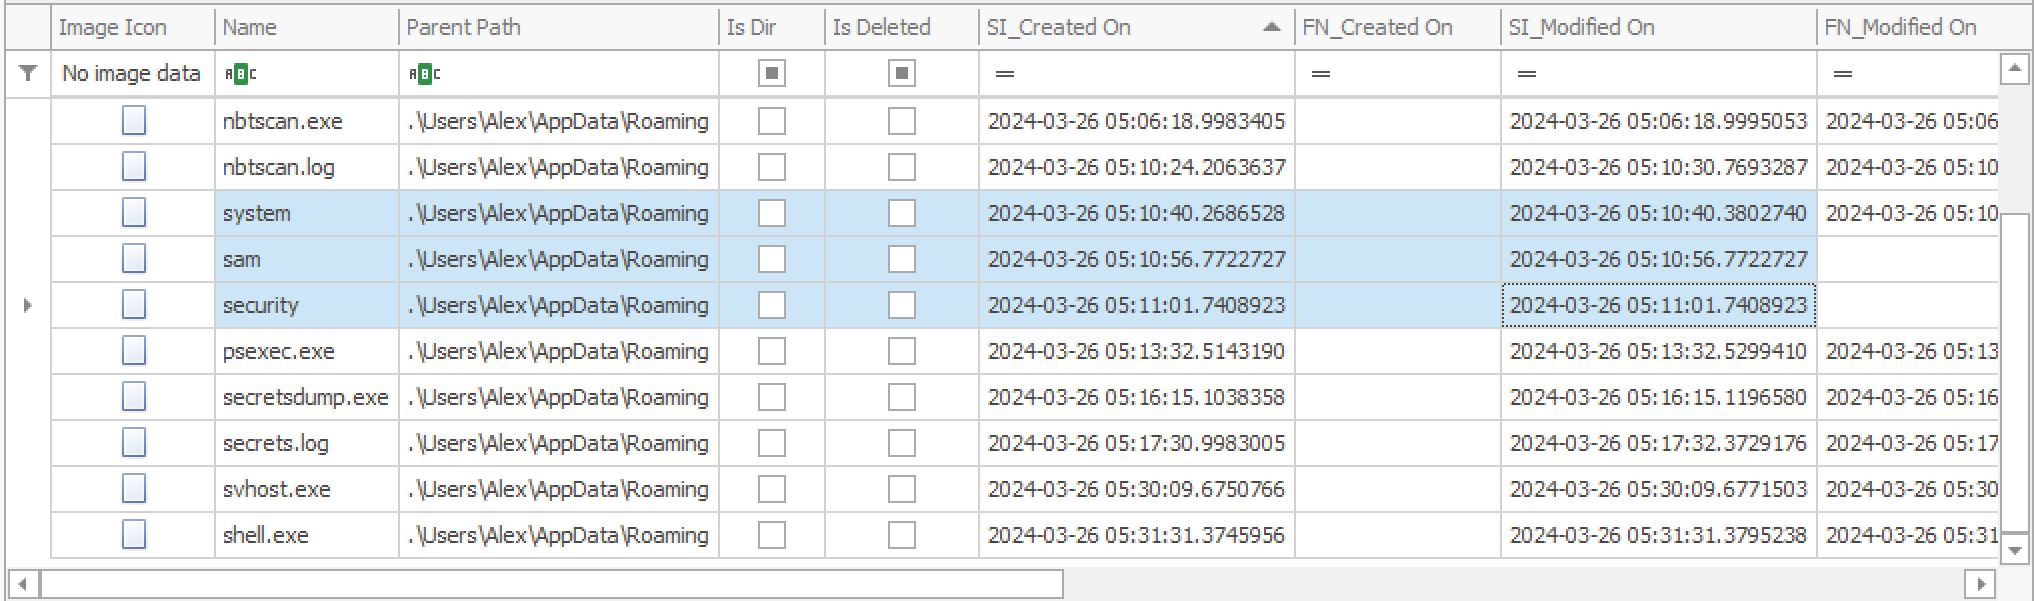 Image Icon Name Parent Path Is Dir Is Deleted SI_Created On FN_Created On SI_Modified On FN_Modified On
No image data ABC ABC = = = =
nbtscan.exe .\Users\Alex\AppData\Roaming 2024-03-26 05:06:18.9983405 2024-03-26 05:06:18.9995053 2024-03-26 05:06
nbtscan.log .\Users\Alex\AppData\Roaming 2024-03-26 05:10:24.2063637 2024-03-26 05:10:30.7693287 2024-03-26 05:10
system .\Users\Alex\AppData\Roaming 2024-03-26 05:10:40.2686528 2024-03-26 05:10:40.3802740 2024-03-26 05:10
sam .\Users\Alex\AppData\Roaming 2024-03-26 05:10:56.7722727 2024-03-26 05:10:56.7722727
security .\Users\Alex\AppData\Roaming 2024-03-26 05:11:01.7408923 2024-03-26 05:11:01.7408923
psexec.exe .\Users\Alex\AppData\Roaming 2024-03-26 05:13:32.5143190 2024-03-26 05:13:32.5299410 2024-03-26 05:13
secretsdump.exe .\Users\Alex\AppData\Roaming 2024-03-26 05:16:15.1038358 2024-03-26 05:16:15.1196580 2024-03-26 05:16
secrets.log .\Users\Alex\AppData\Roaming 2024-03-26 05:17:30.9983005 2024-03-26 05:17:32.3729176 2024-03-26 05:17
svhost.exe .\Users\Alex\AppData\Roaming 2024-03-26 05:30:09.6750766 2024-03-26 05:30:09.6771503 2024-03-26 05:30
shell.exe .\Users\Alex\AppData\Roaming 2024-03-26 05:31:31.3745956 2024-03-26 05:31:31.3795238 2024-03-26 05:31